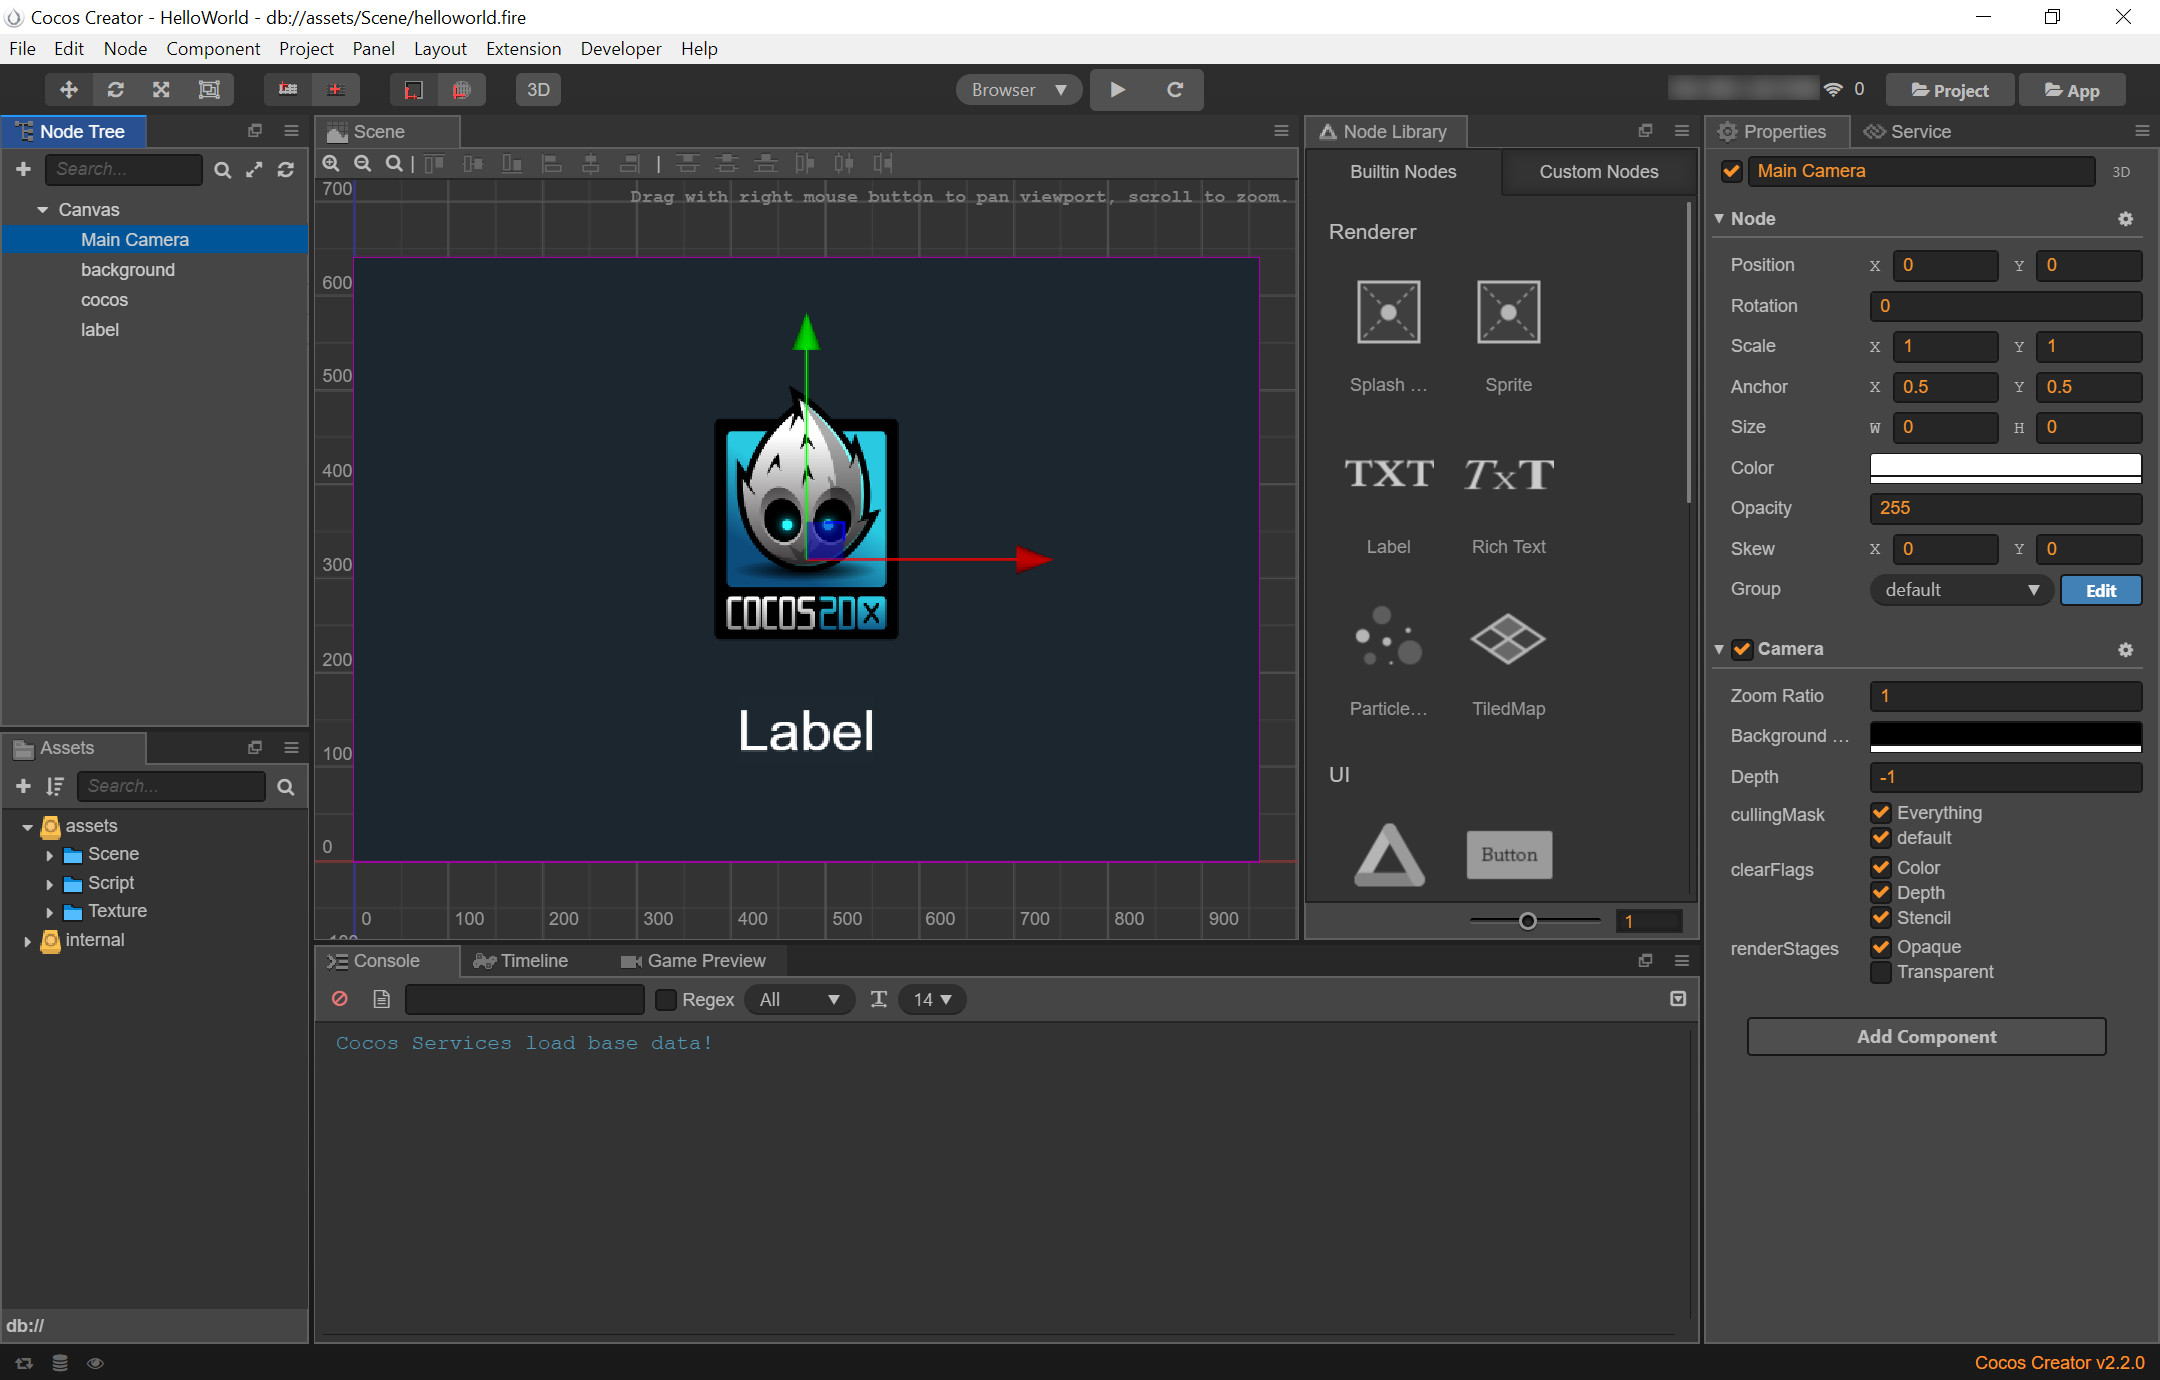 Cocos Creator - HelloWorld - db://assets/Scene/helloworld.fire
File Edit Node Component Project Panel Layout Extension Developer Help
3D Browser 0 Project App
Node Tree
Search...
Canvas
Main Camera
background
cocos
label
Assets
Search...
assets
Scene
Script
Texture
internal
db://
Scene
Drag with right mouse button to pan viewport, scroll to zoom.
700
600
500
400
300
200
100
0
0 100 200 300 400 500 600 700 800 900
COCOS2DX
Label
Console Timeline Game Preview
Regex All 14
Cocos Services load base data!
Node Library
Builtin Nodes Custom Nodes
Renderer
Splash ... Sprite
TXT TxT
Label Rich Text
Particle... TiledMap
UI
Button
1
Properties Service
Main Camera 3D
Node
Position X 0 Y 0
Rotation 0
Scale X 1 Y 1
Anchor X 0.5 Y 0.5
Size W 0 H 0
Color
Opacity 255
Skew X 0 Y 0
Group default Edit
Camera
Zoom Ratio 1
Background ...
Depth -1
cullingMask Everything
default
clearFlags Color
Depth
Stencil
renderStages Opaque
Transparent
Add Component
Cocos Creator v2.2.0